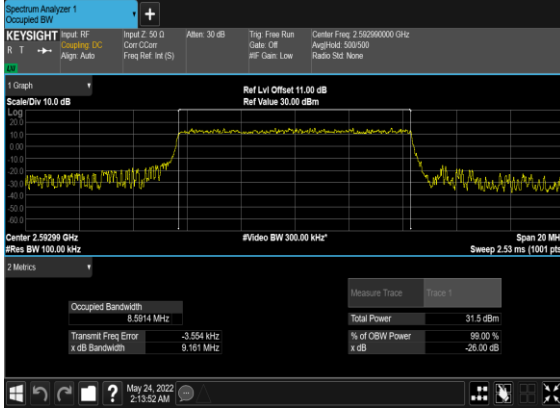 Spectrum Analyzer 1
Occupied BW
+
KEYSIGHT
R T
Input: RF
Coupling: DC
Align: Auto
Input Z: 50 Ω
Corr CCorr
Freq Ref: Int (S)
Atten: 30 dB
Trig: Free Run
Gate: Off
#IF Gain: Low
Center Freq: 2.592990000 GHz
Avg|Hold: 500/500
Radio Std: None
1 Graph
Scale/Div 10.0 dB
Ref Lvl Offset 11.00 dB
Ref Value 30.00 dBm
Log
20.0
10.0
0.00
-10.0
-20.0
-30.0
-40.0
-50.0
-60.0
Center 2.59299 GHz
#Res BW 100.00 kHz
#Video BW 300.00 kHz*
Span 20 MH
Sweep 2.53 ms (1001 pts
2 Metrics
Measure Trace
Trace 1
Occupied Bandwidth
8.5914 MHz
Total Power
31.5 dBm
Transmit Freq Error
-3.554 kHz
% of OBW Power
99.00 %
x dB Bandwidth
9.161 MHz
x dB
-26.00 dB
?
May 24, 2022
2:13:52 AM